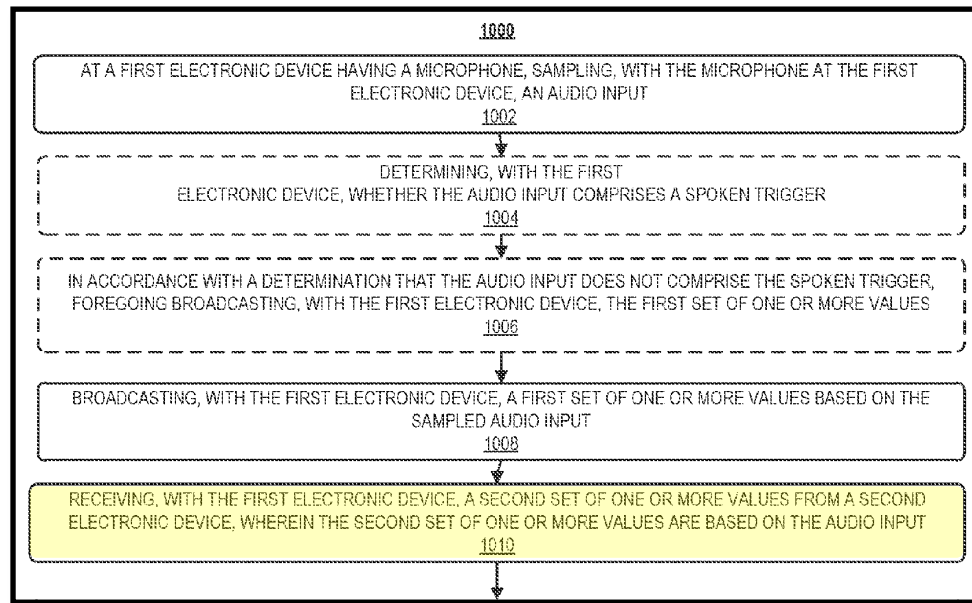 1000
AT A FIRST ELECTRONIC DEVICE HAVING A MICROPHONE, SAMPLING, WITH THE MICROPHONE AT THE FIRST
ELECTRONIC DEVICE, AN AUDIO INPUT
1002
DETERMINING, WITH THE FIRST
ELECTRONIC DEVICE, WHETHER THE AUDIO INPUT COMPRISES A SPOKEN TRIGGER
1004
IN ACCORDANCE WITH A DETERMINATION THAT THE AUDIO INPUT DOES NOT COMPRISE THE SPOKEN TRIGGER,
FOREGOING BROADCASTING, WITH THE FIRST ELECTRONIC DEVICE, THE FIRST SET OF ONE OR MORE VALUES
1006
BROADCASTING, WITH THE FIRST ELECTRONIC DEVICE, A FIRST SET OF ONE OR MORE VALUES BASED ON THE
SAMPLED AUDIO INPUT
1008
RECEIVING, WITH THE FIRST ELECTRONIC DEVICE, A SECOND SET OF ONE OR MORE VALUES FROM A SECOND
ELECTRONIC DEVICE, WHEREIN THE SECOND SET OF ONE OR MORE VALUES ARE BASED ON THE AUDIO INPUT
1010